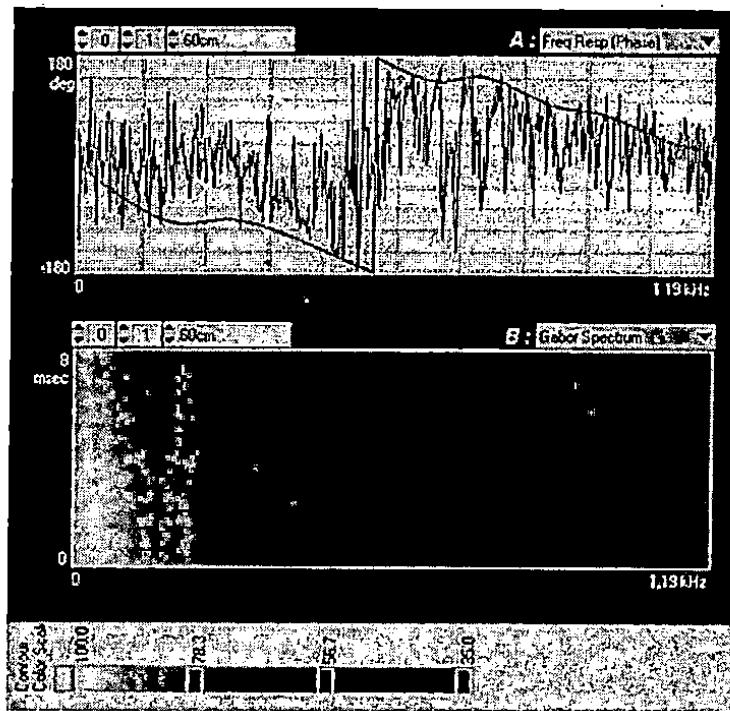 0 1 60cm A: Freq Resp (Phase)
180
deg
-180
0 1.19 kHz
0 1 60cm B: Gabor Spectrum
8
msec
0
0 1.19 kHz
Color Scale 100.0 78.3 56.7 35.0